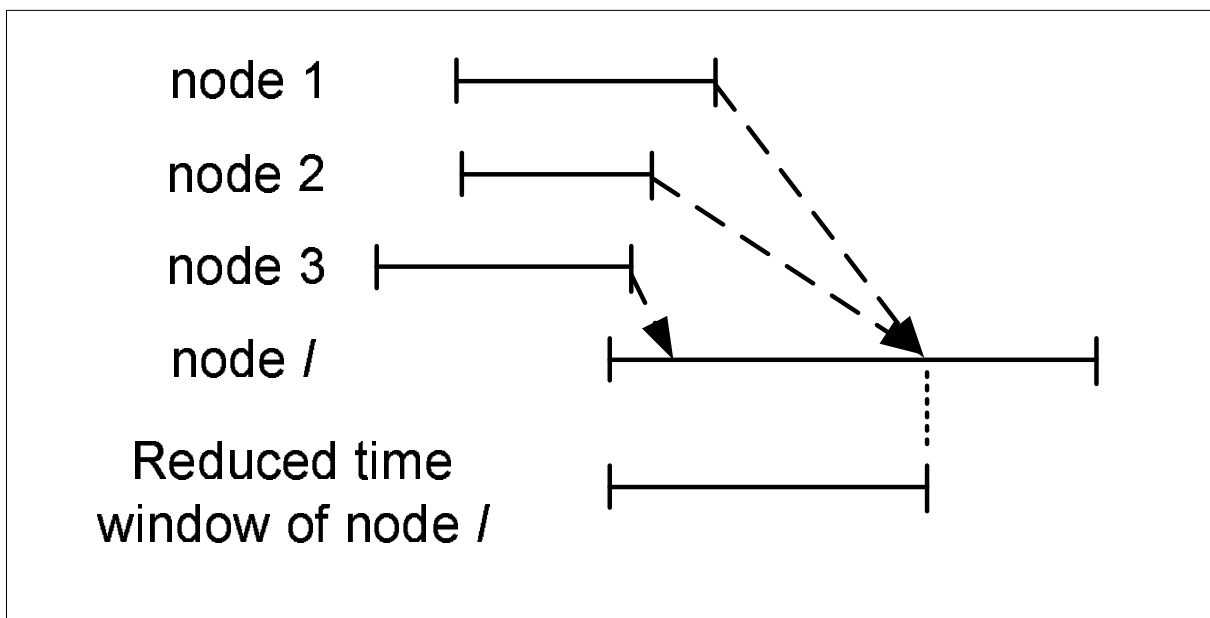 node 1
node 2
node 3
node l
Reduced time
window of node l